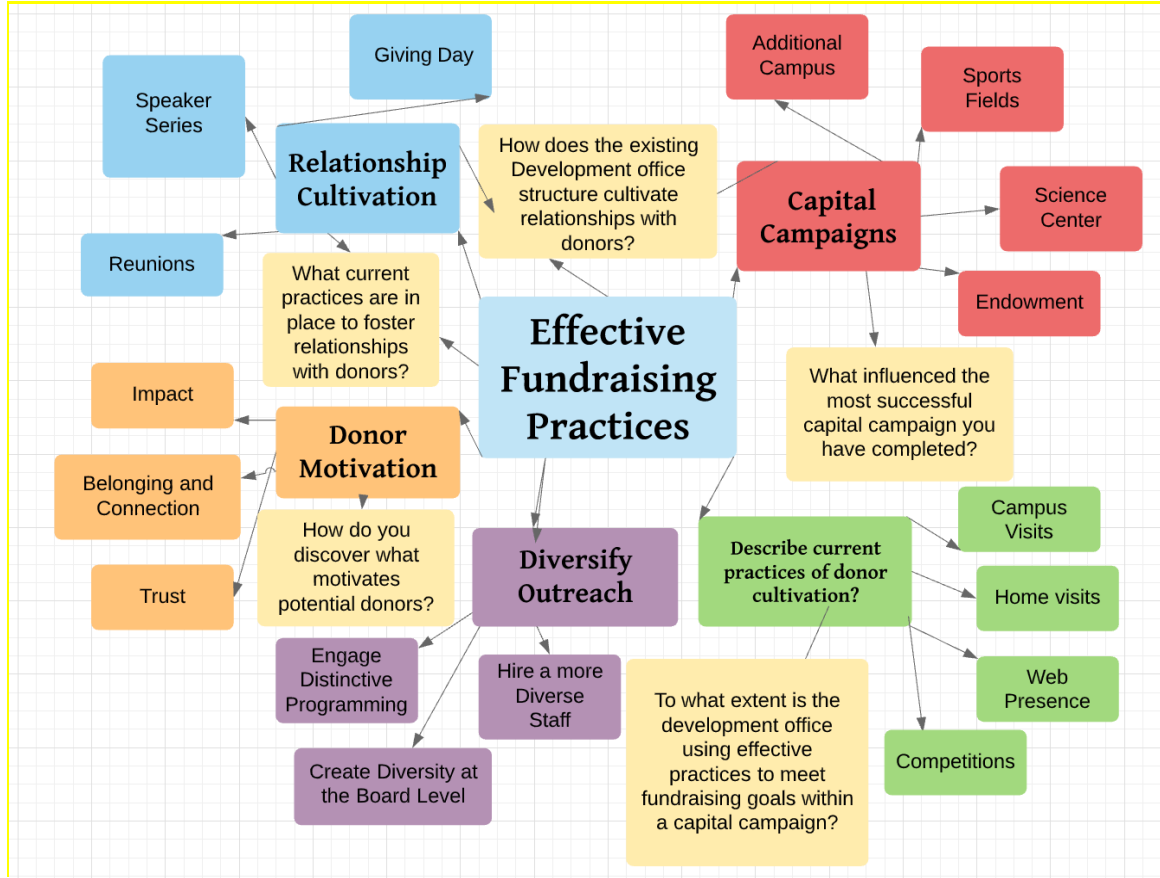 Giving Day
Additional
Campus
Sports
Fields
Speaker
Series
Relationship
Cultivation
How does the existing
Development office
structure cultivate
relationships with
donors?
Capital
Campaigns
Science
Center
Reunions
What current
practices are in
place to foster
relationships
with donors?
Endowment
Effective
Fundraising
Practices
Impact
What influenced the
most successful
capital campaign you
have completed?
Donor
Motivation
Belonging and
Connection
How do you
discover what
motivates
potential donors?
Trust
Diversify
Outreach
Describe current
practices of donor
cultivation?
Campus
Visits
Home visits
Engage
Distinctive
Programming
Hire a more
Diverse
Staff
Create Diversity at
the Board Level
To what extent is the
development office
using effective
practices to meet
fundraising goals within
a capital campaign?
Web
Presence
Competitions